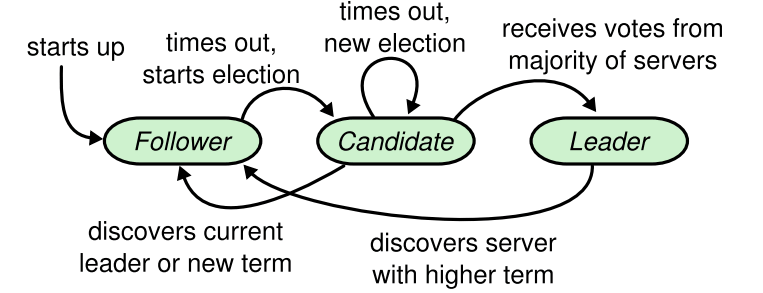 starts up
times out,
starts election
times out,
new election
receives votes from
majority of servers
Follower
Candidate
Leader
discovers current
leader or new term
discovers server
with higher term